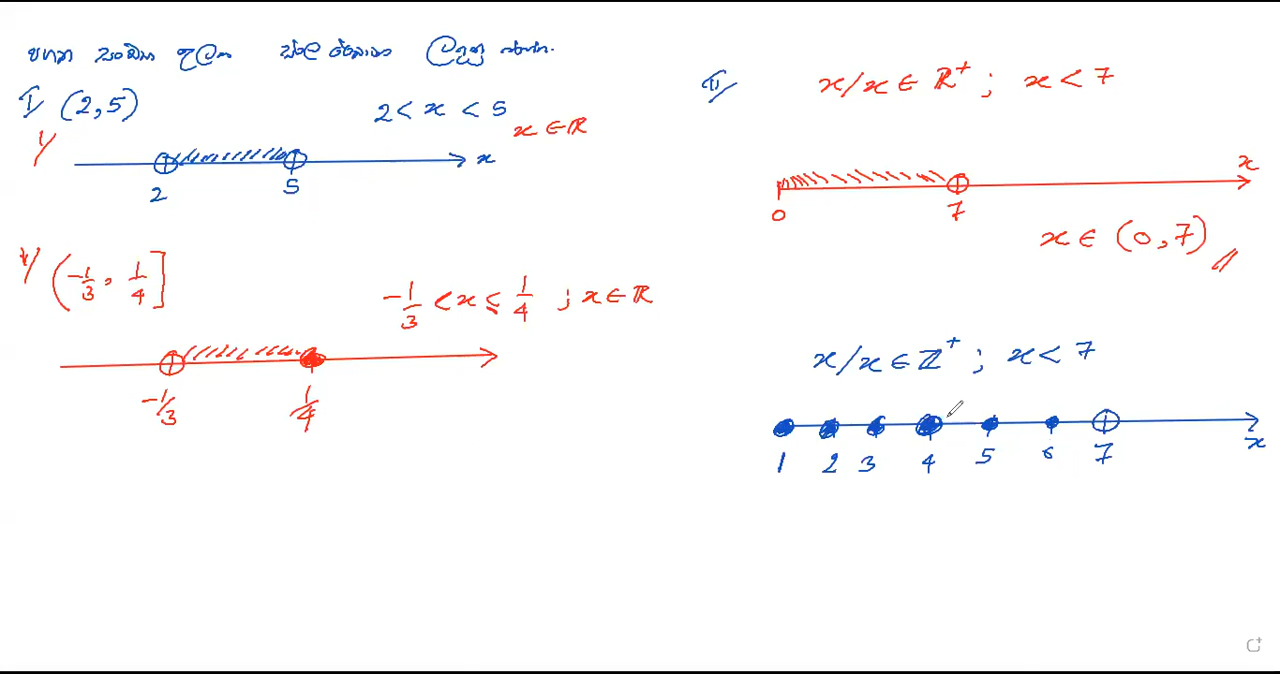 පහත සංඛ්‍යා
I/ (2,5)
2 < x < 5
x ∈ ℝ
x
2 5
(-1/3, 1/4]
-1/3 < x ≤ 1/4 ; x ∈ ℝ
-1/3 1/4
II/ x/x ∈ ℝ⁺ ; x < 7
x
0 7
x ∈ (0,7) //
x/x ∈ ℤ⁺ ; x < 7
1 2 3 4 5 6 7 x